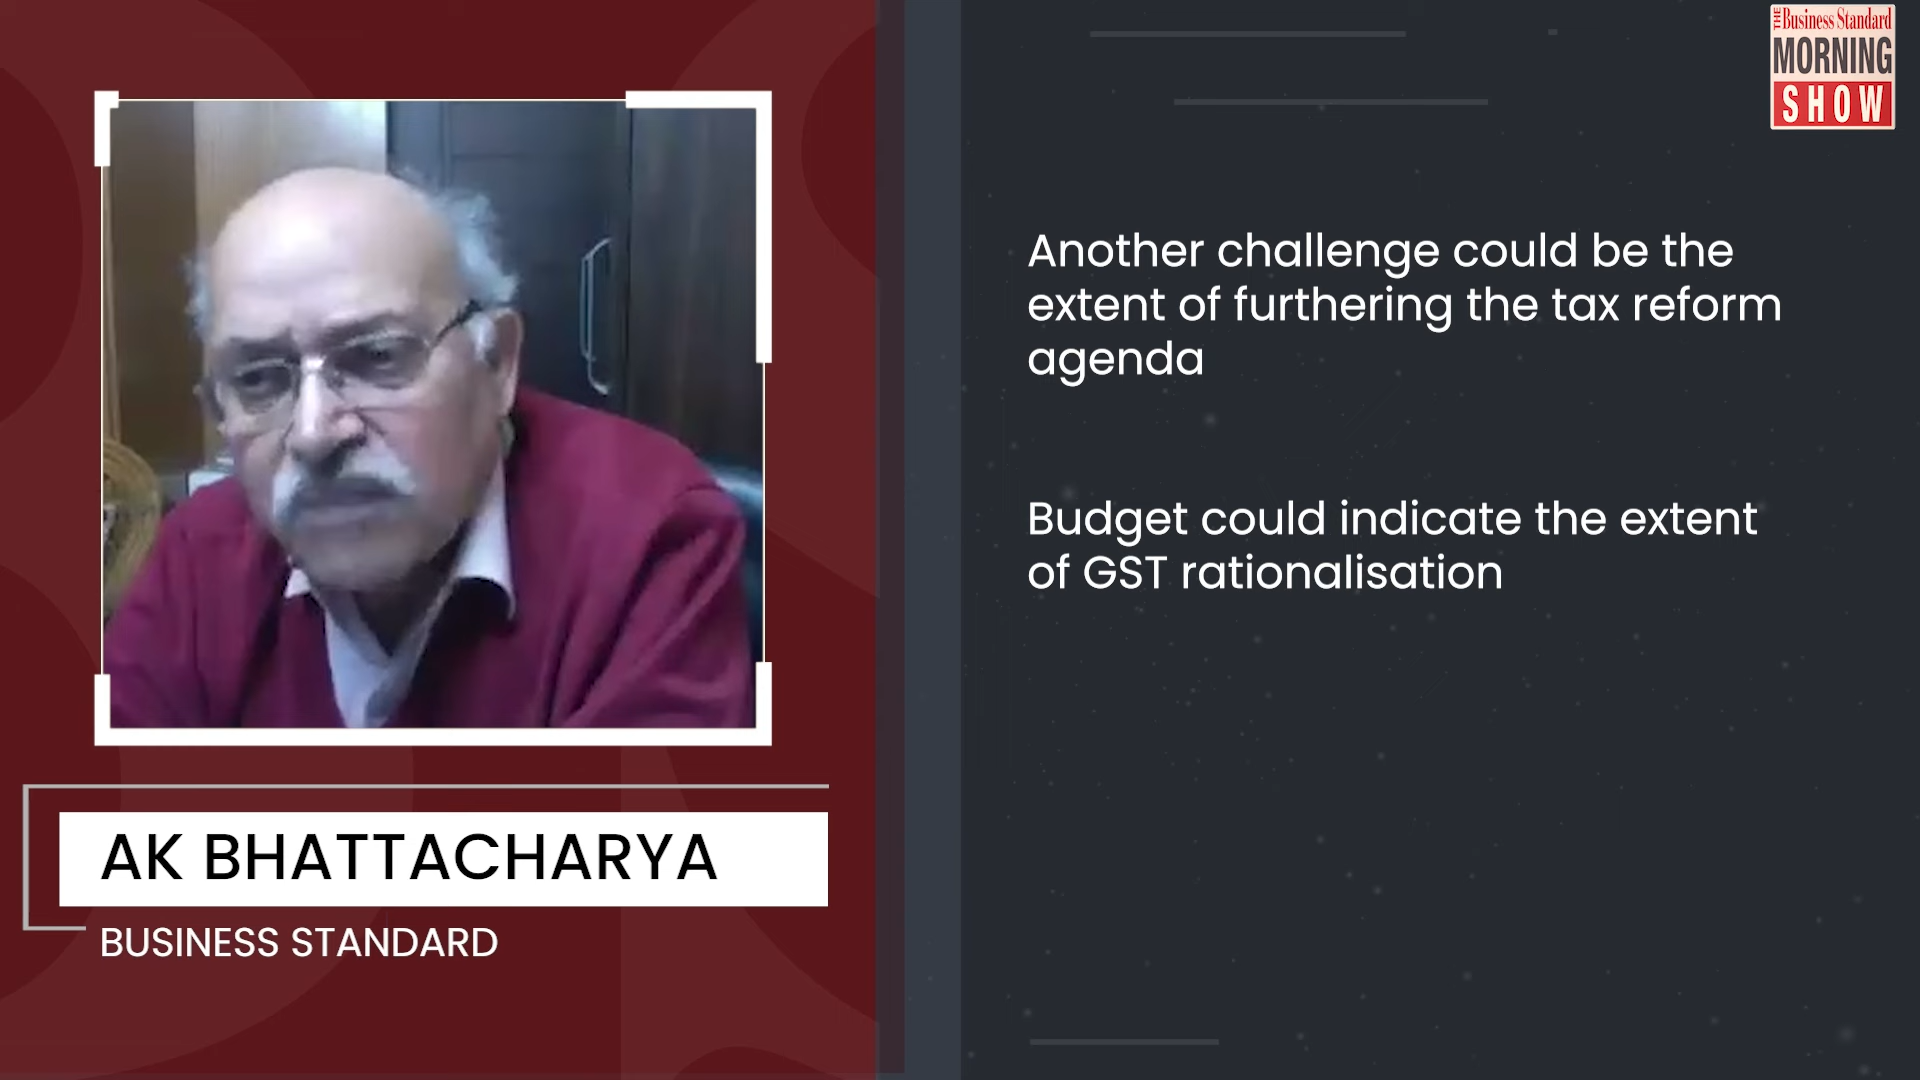 THE Business Standard
MORNING
SHOW
Another challenge could be the
extent of furthering the tax reform
agenda
Budget could indicate the extent
of GST rationalisation
AK BHATTACHARYA
BUSINESS STANDARD